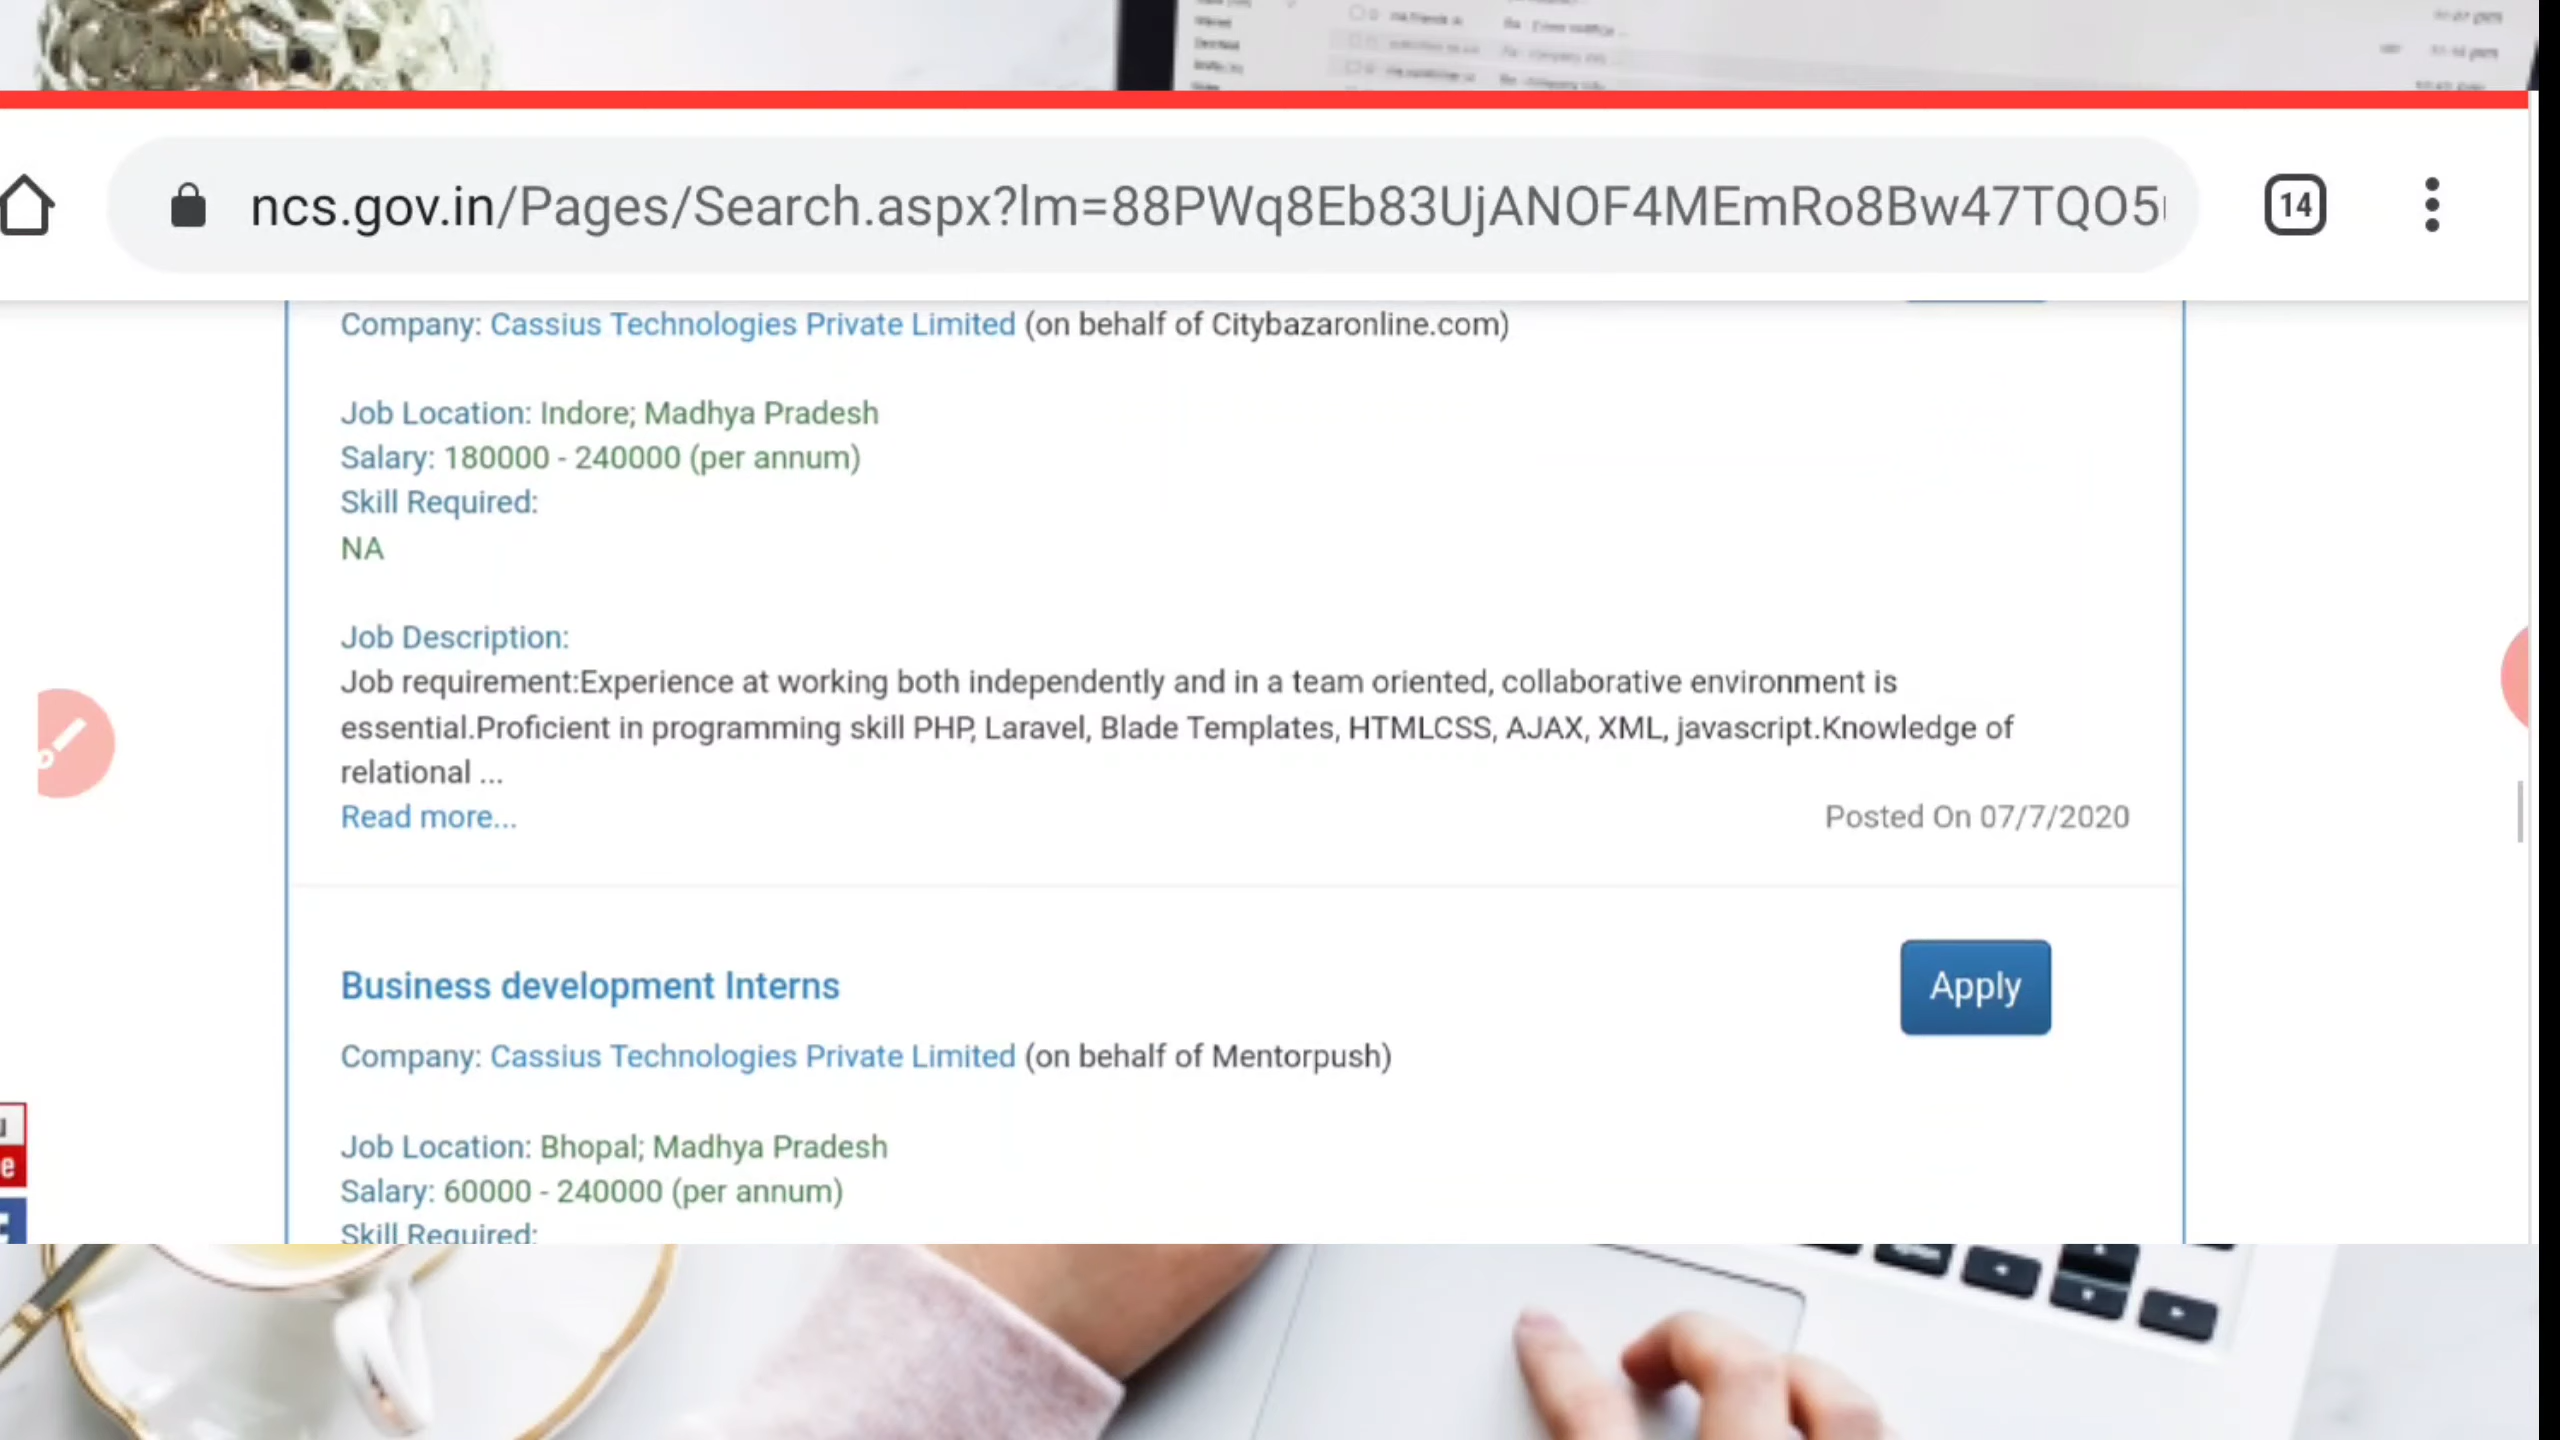 ncs.gov.in/Pages/Search.aspx?lm=88PWq8Eb83UjANOF4MEmRo8Bw47TQO5
14
Company: Cassius Technologies Private Limited (on behalf of Citybazaronline.com)
Job Location: Indore; Madhya Pradesh
Salary: 180000 - 240000 (per annum)
Skill Required:
NA
Job Description:
Job requirement:Experience at working both independently and in a team oriented, collaborative environment is
essential.Proficient in programming skill PHP, Laravel, Blade Templates, HTMLCSS, AJAX, XML, javascript.Knowledge of
relational ...
Read more...
Posted On 07/7/2020
Business development Interns
Apply
Company: Cassius Technologies Private Limited (on behalf of Mentorpush)
Job Location: Bhopal; Madhya Pradesh
Salary: 60000 - 240000 (per annum)
Skill Required: